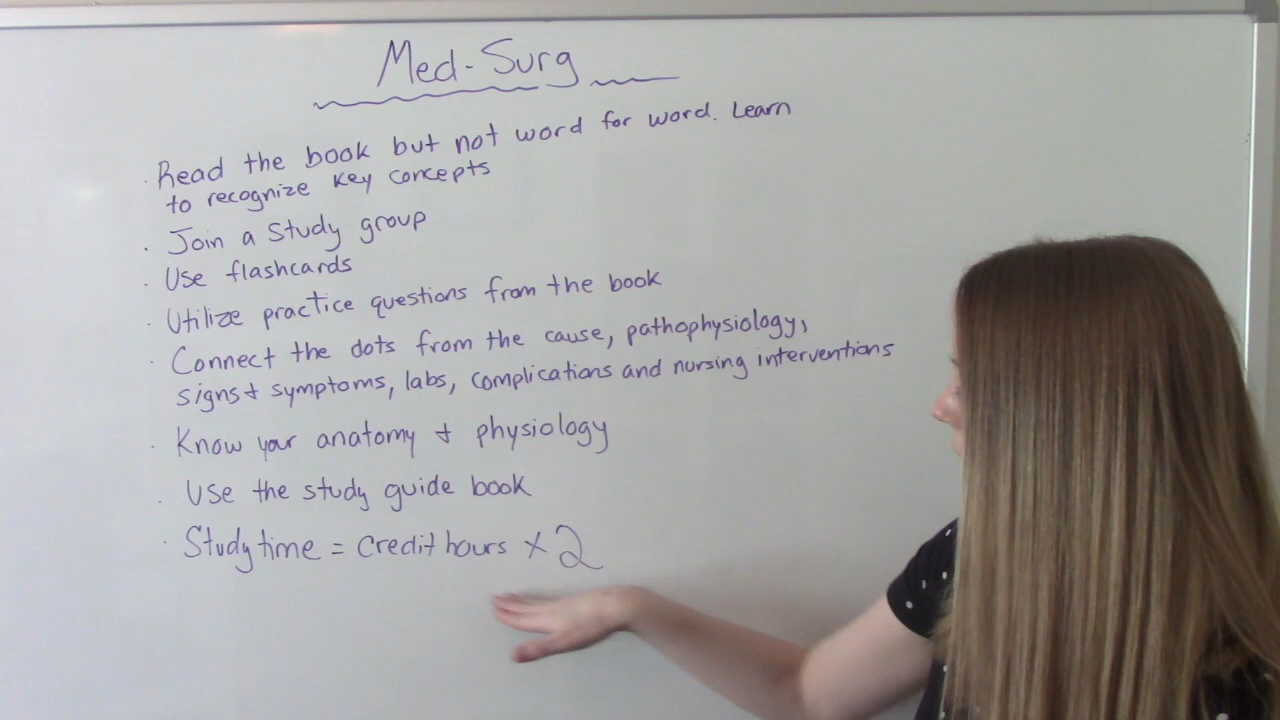 Med-Surg
· Read the book but not word for word. Learn
to recognize key concepts
· Join a study group
· Use flashcards
· Utilize practice questions from the book
· Connect the dots from the cause, pathophysiology,
signs + symptoms, labs, complications and nursing interventions
· Know your anatomy + physiology
· Use the study guide book
· Study time = credit hours x 2